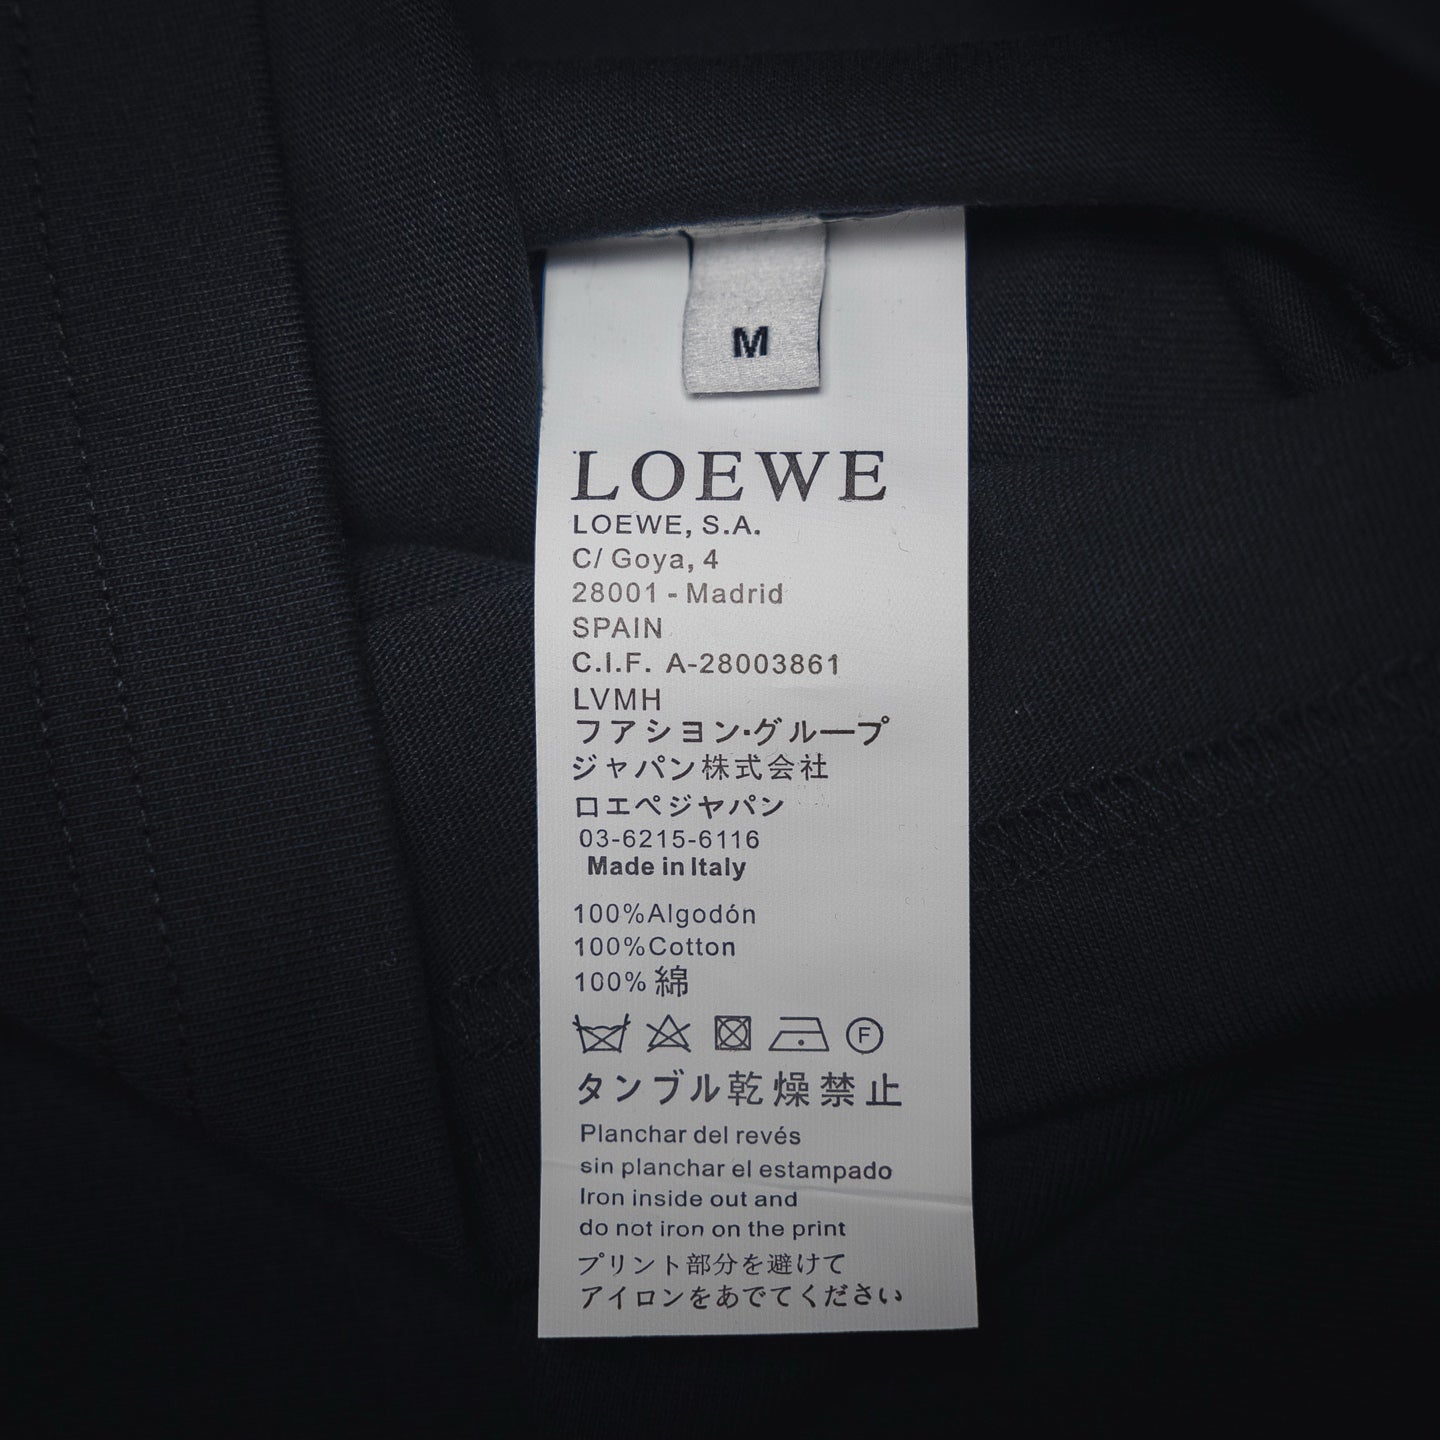 M
LOEWE
LOEWE, S.A.
C/ Goya, 4
28001 - Madrid
SPAIN
C.I.F. A-28003861
LVMH
フアシヨン·グループ
ジャパン株式会社
ロエペジヤパン
03-6215-6116
Made in Italy
100%Algodón
100%Cotton
100% 綿
F
タンブル乾燥禁止
Planchar del revés
sin planchar el estampado
Iron inside out and
do not iron on the print
プリント部分を避けて
アイロンをあでてください